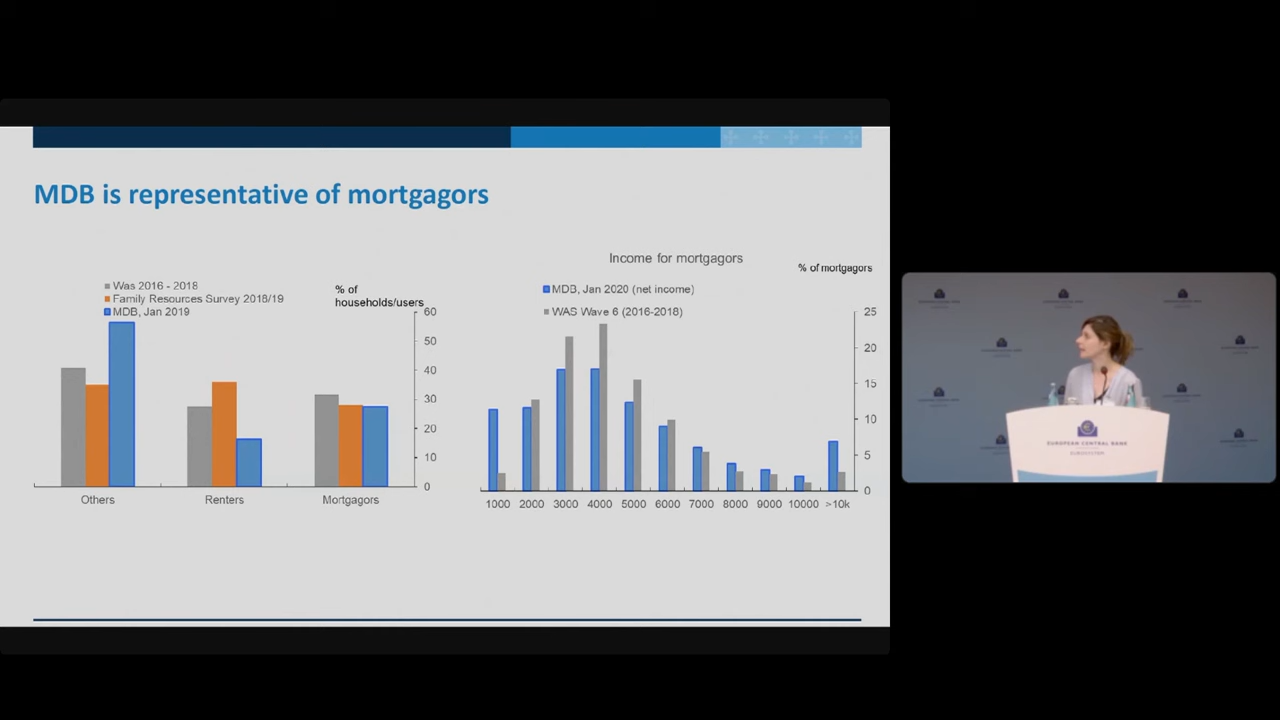 MDB is representative of mortgagors
Was 2016 - 2018
Family Resources Survey 2018/19
MDB, Jan 2019
% of
households/users
60
50
40
30
20
10
0
Others
Renters
Mortgagors
Income for mortgagors
% of mortgagors
MDB, Jan 2020 (net income)
WAS Wave 6 (2016-2018)
25
20
15
10
5
0
1000 2000 3000 4000 5000 6000 7000 8000 9000 10000 >10k
EUROPEAN CENTRAL BANK
EUROSYSTEM